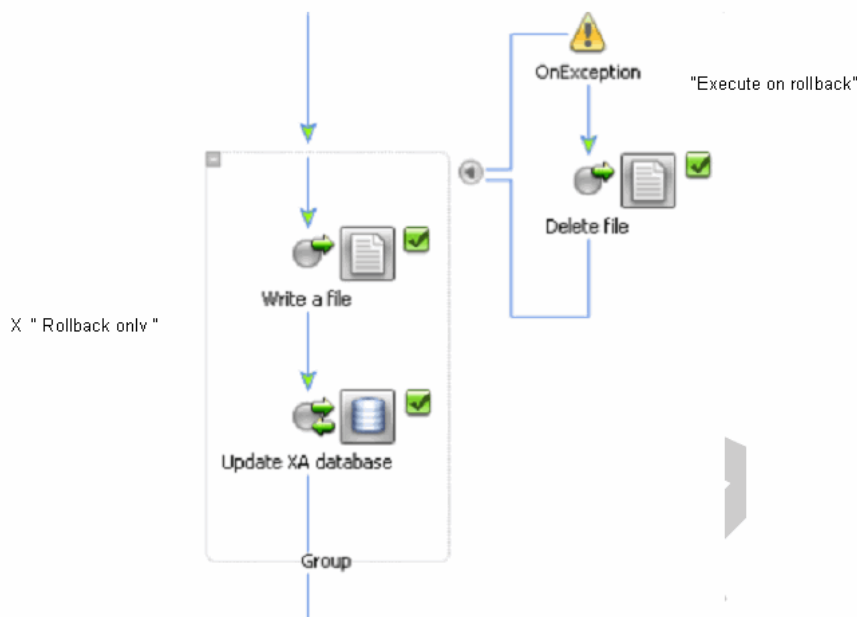 OnException
"Execute on rollback"
Delete file
Write a file
X " Rollback only "
Update XA database
Group